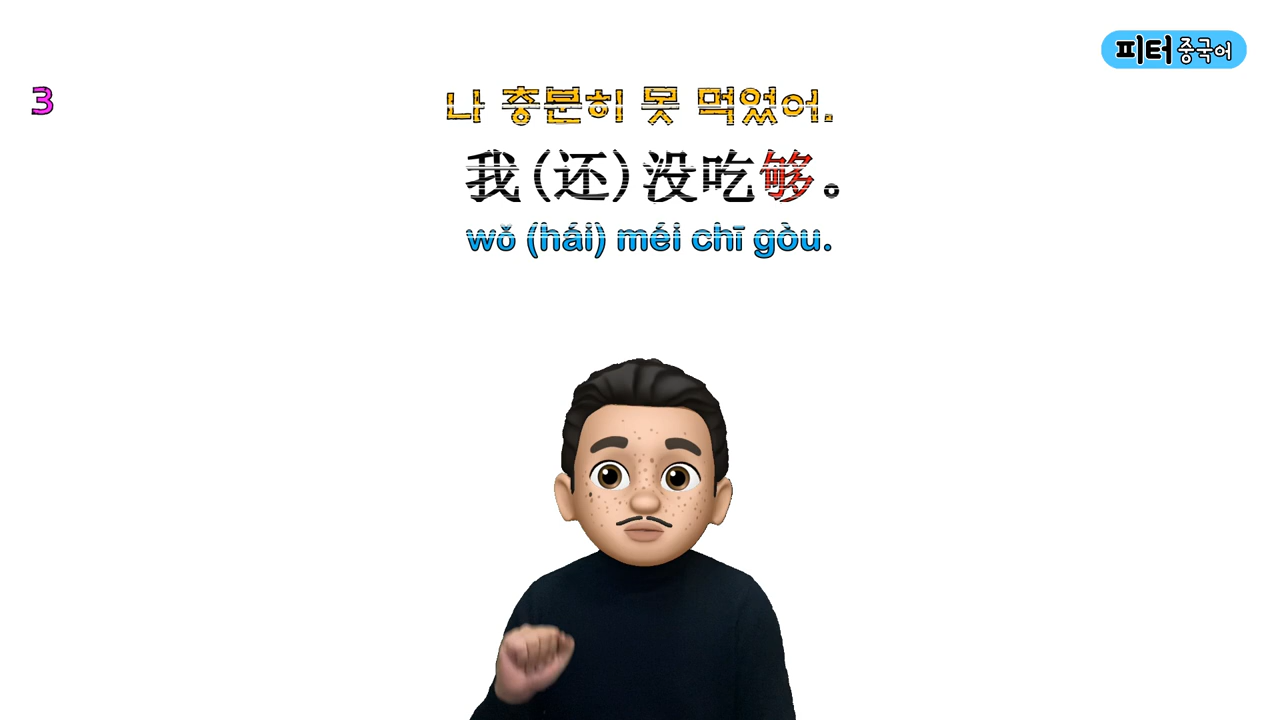 피터 중국어
3
나 충분히 못 먹었어.
我(还)没吃够。
wǒ (hái) méi chī gòu.